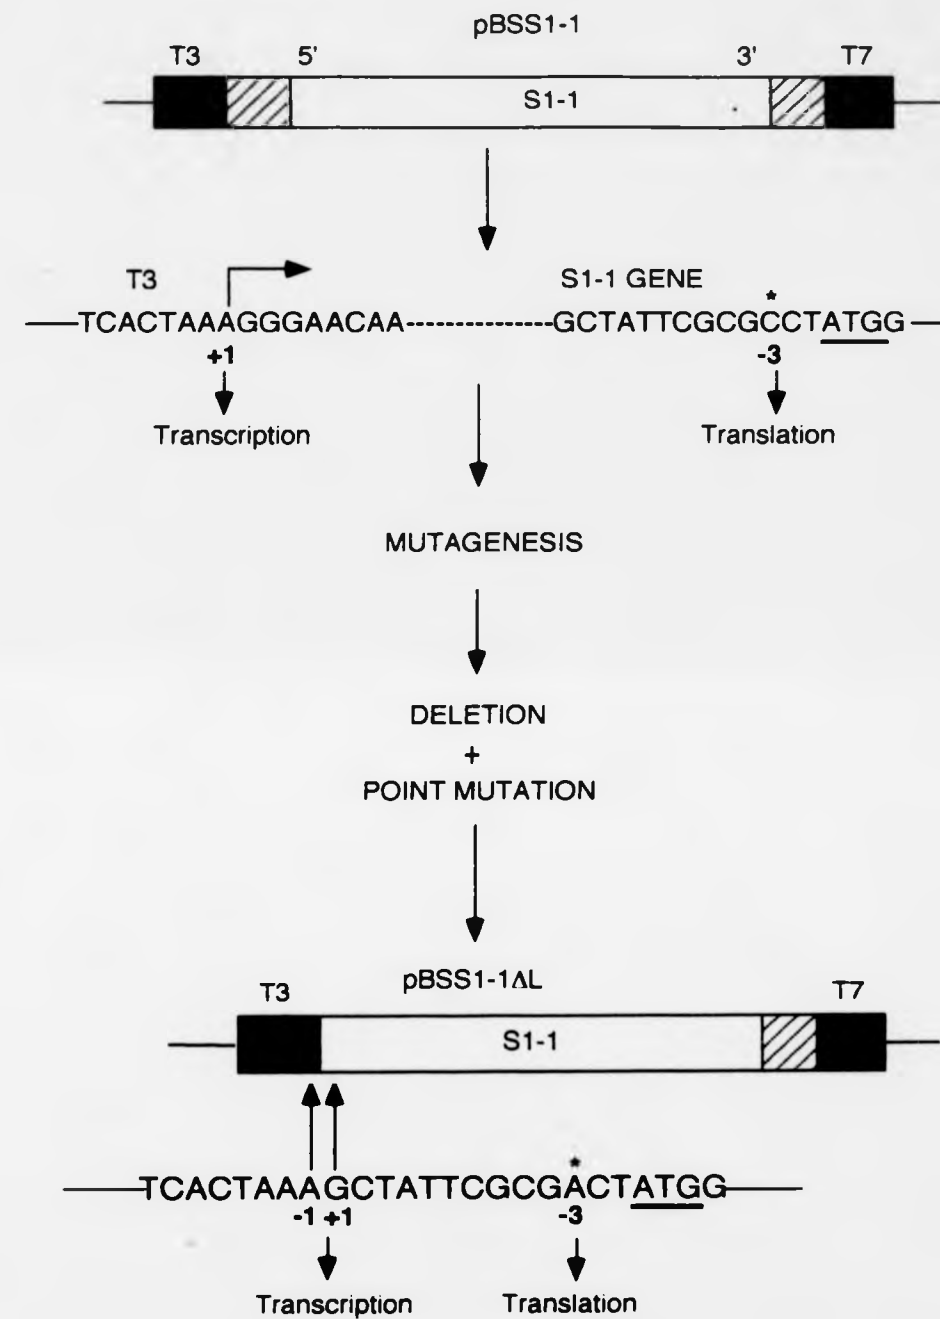 pBSS1-1
T3 5' 3' T7
S1-1
T3 S1-1 GENE
*
TCACTAAAGGGAACAA-----------GCTATTCGCGCCTATGG
+1 -3
Transcription Translation
MUTAGENESIS
DELETION
+
POINT MUTATION
pBSS1-1ΔL
T3 T7
S1-1
*
TCACTAAAGCTATTCGCGACTATGG
-1 +1 -3
Transcription Translation